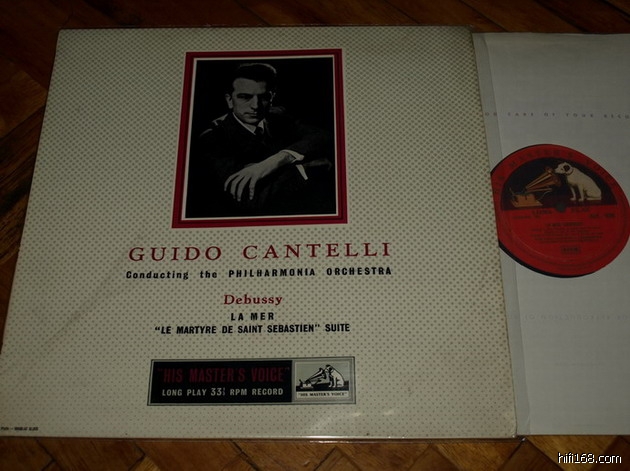 GUIDO CANTELLI
Conducting the PHILHARMONIA ORCHESTRA
Debussy
LA MER
"LE MARTYRE DE SAINT SEBASTIEN" SUITE
"HIS MASTER'S VOICE"
LONG PLAY 33⅓ RPM RECORD
"HIS MASTER'S VOICE"
hifi168.com